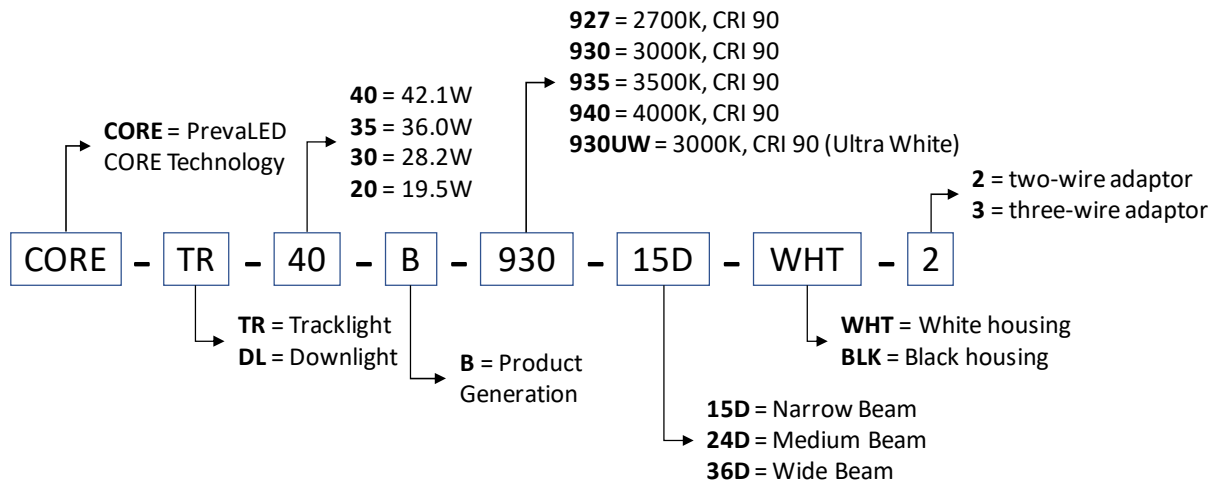 927 = 2700K, CRI 90
930 = 3000K, CRI 90
935 = 3500K, CRI 90
940 = 4000K, CRI 90
930UW = 3000K, CRI 90 (Ultra White)
40 = 42.1W
35 = 36.0W
30 = 28.2W
20 = 19.5W
CORE = PrevaLED
CORE Technology
2 = two-wire adaptor
3 = three-wire adaptor
CORE – TR – 40 – B – 930 – 15D – WHT – 2
TR = Tracklight
DL = Downlight
B = Product
Generation
WHT = White housing
BLK = Black housing
15D = Narrow Beam
24D = Medium Beam
36D = Wide Beam